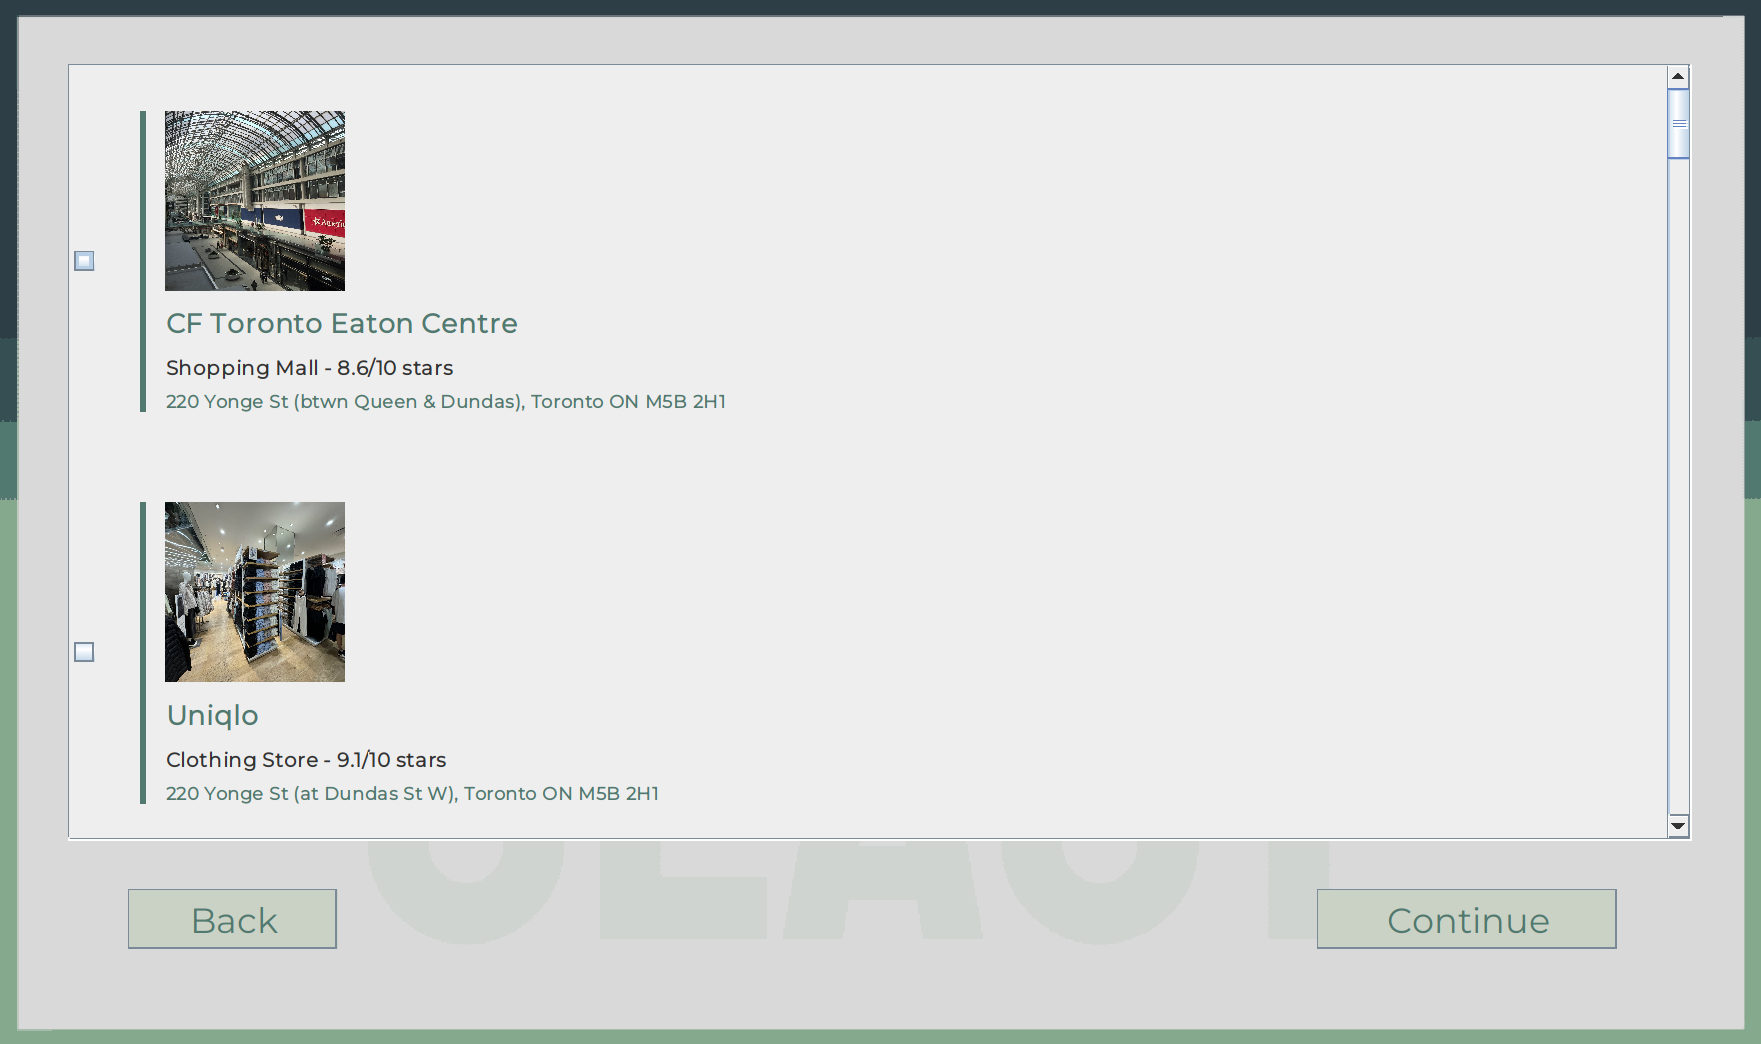 CF Toronto Eaton Centre
Shopping Mall - 8.6/10 stars
220 Yonge St (btwn Queen & Dundas), Toronto ON M5B 2H1
Uniqlo
Clothing Store - 9.1/10 stars
220 Yonge St (at Dundas St W), Toronto ON M5B 2H1
Back
Continue